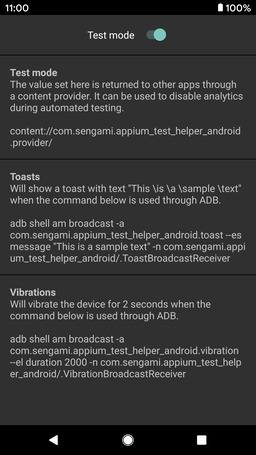 11:00
100%
Test mode
Test mode
The value set here is returned to other apps through
a content provider. It can be used to disable analytics
during automated testing.
content://com.sengami.appium_test_helper_android
.provider/
Toasts
Will show a toast with text "This \is \a \sample \text"
when the command below is used through ADB.
adb shell am broadcast -a
com.sengami.appium_test_helper_android.toast --es
message "This is a sample text" -n com.sengami.appi
um_test_helper_android/.ToastBroadcastReceiver
Vibrations
Will vibrate the device for 2 seconds when the
command below is used through ADB.
adb shell am broadcast -a
com.sengami.appium_test_helper_android.vibration
--el duration 2000 -n com.sengami.appium_test_help
er_android/.VibrationBroadcastReceiver